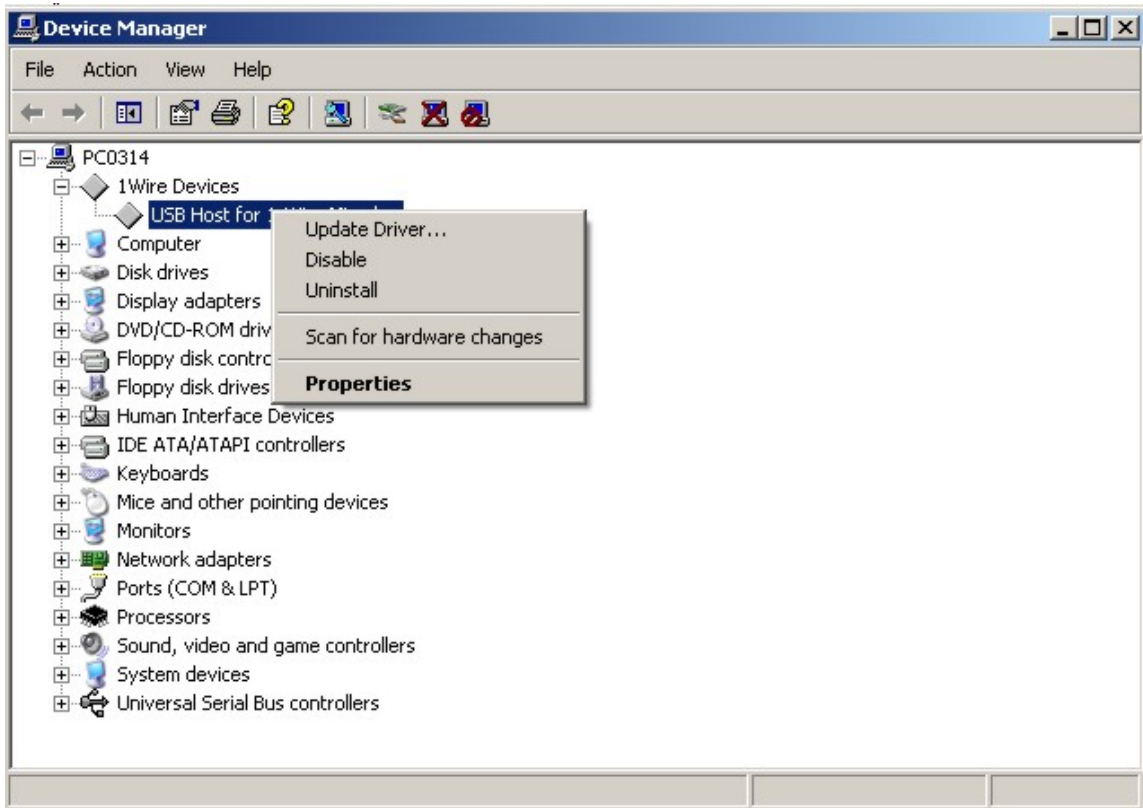 Device Manager
File Action View Help
PC0314
1Wire Devices
USB Host for
Computer
Disk drives
Display adapters
DVD/CD-ROM driv
Floppy disk contro
Floppy disk drives
Human Interface Devices
IDE ATA/ATAPI controllers
Keyboards
Mice and other pointing devices
Monitors
Network adapters
Ports (COM & LPT)
Processors
Sound, video and game controllers
System devices
Universal Serial Bus controllers
Update Driver...
Disable
Uninstall
Scan for hardware changes
Properties